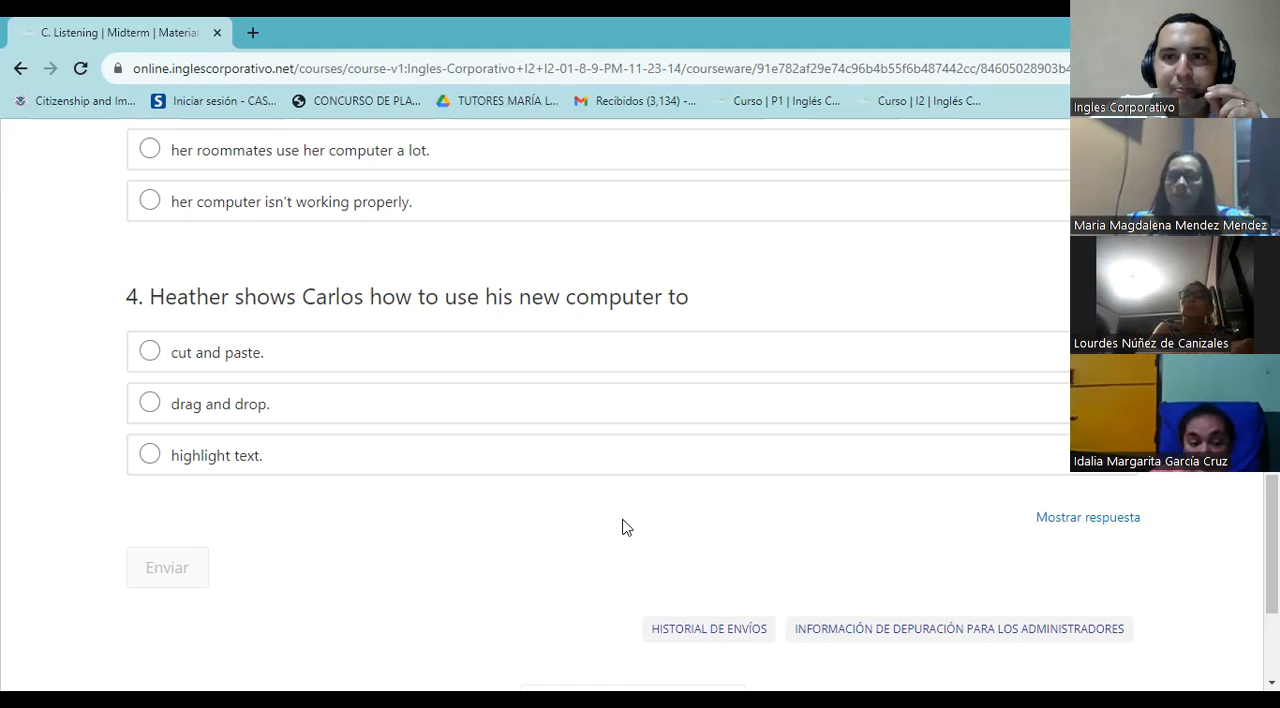 C. Listening | Midterm | Material
online.inglescorporativo.net/courses/course-v1:Ingles-Corporativo+I2+I2-01-8-9-PM-11-23-14/courseware/91e782af29e74c96b4b55f6b487442cc/84605028903b4
Citizenship and Im... Iniciar sesión - CAS... CONCURSO DE PLA... TUTORES MARÍA L... Recibidos (3,134) -... Curso | P1 | Inglés C... Curso | I2 | Inglés C...
her roommates use her computer a lot.
her computer isn't working properly.
4. Heather shows Carlos how to use his new computer to
cut and paste.
drag and drop.
highlight text.
Mostrar respuesta
Enviar
HISTORIAL DE ENVÍOS INFORMACIÓN DE DEPURACIÓN PARA LOS ADMINISTRADORES
Ingles Corporativo
Maria Magdalena Mendez Mendez
Lourdes Núñez de Canizales
Idalia Margarita García Cruz